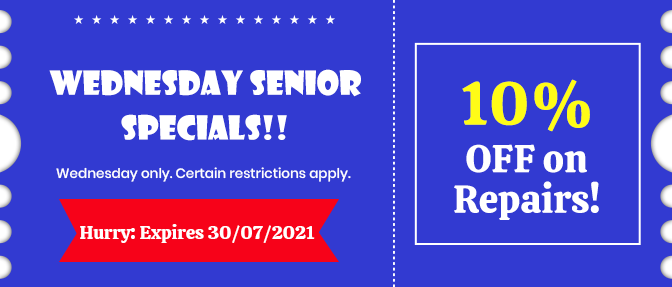 WEDNESDAY SENIOR
SPECIALS!!
Wednesday only. Certain restrictions apply.
Hurry: Expires 30/07/2021
10%
OFF on
Repairs!